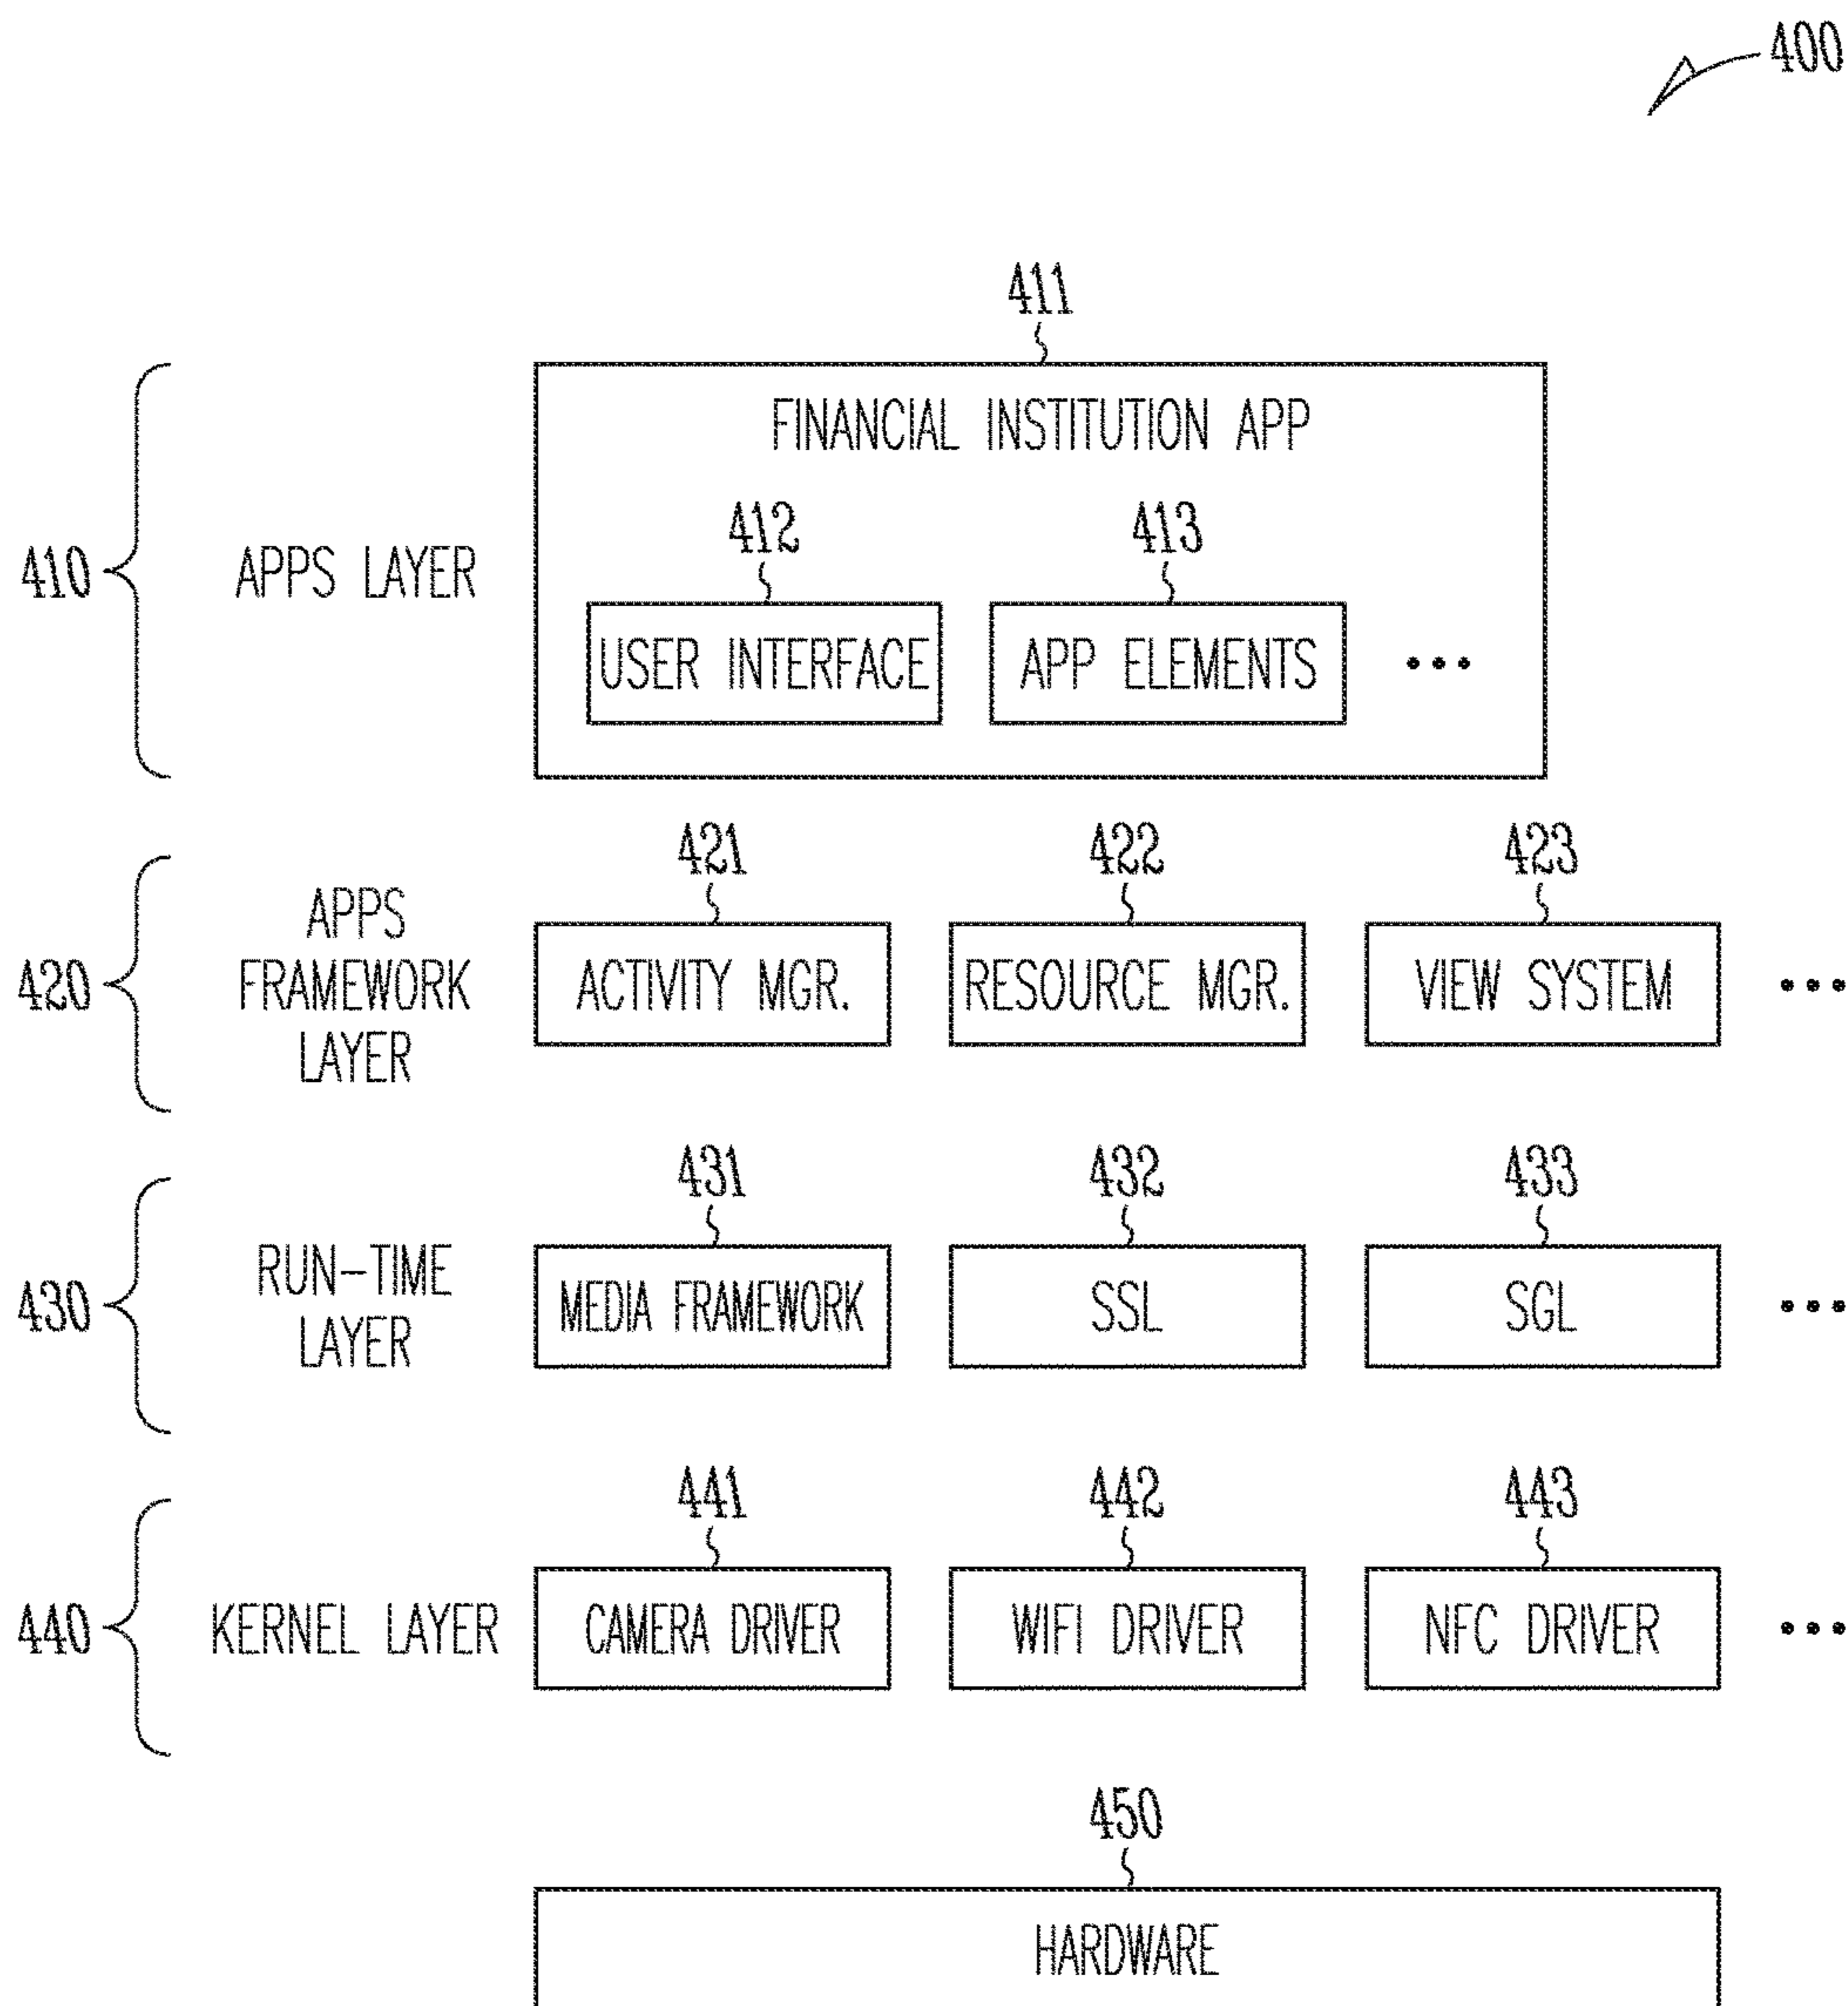 400
411
FINANCIAL INSTITUTION APP
412 413
410 APPS LAYER
USER INTERFACE APP ELEMENTS ...
421 422 423
APPS
420 FRAMEWORK ACTIVITY MGR. RESOURCE MGR. VIEW SYSTEM ...
LAYER
431 432 433
RUN-TIME
430 MEDIA FRAMEWORK SSL SGL ...
LAYER
441 442 443
440 KERNEL LAYER CAMERA DRIVER WIFI DRIVER NFC DRIVER ...
450
HARDWARE